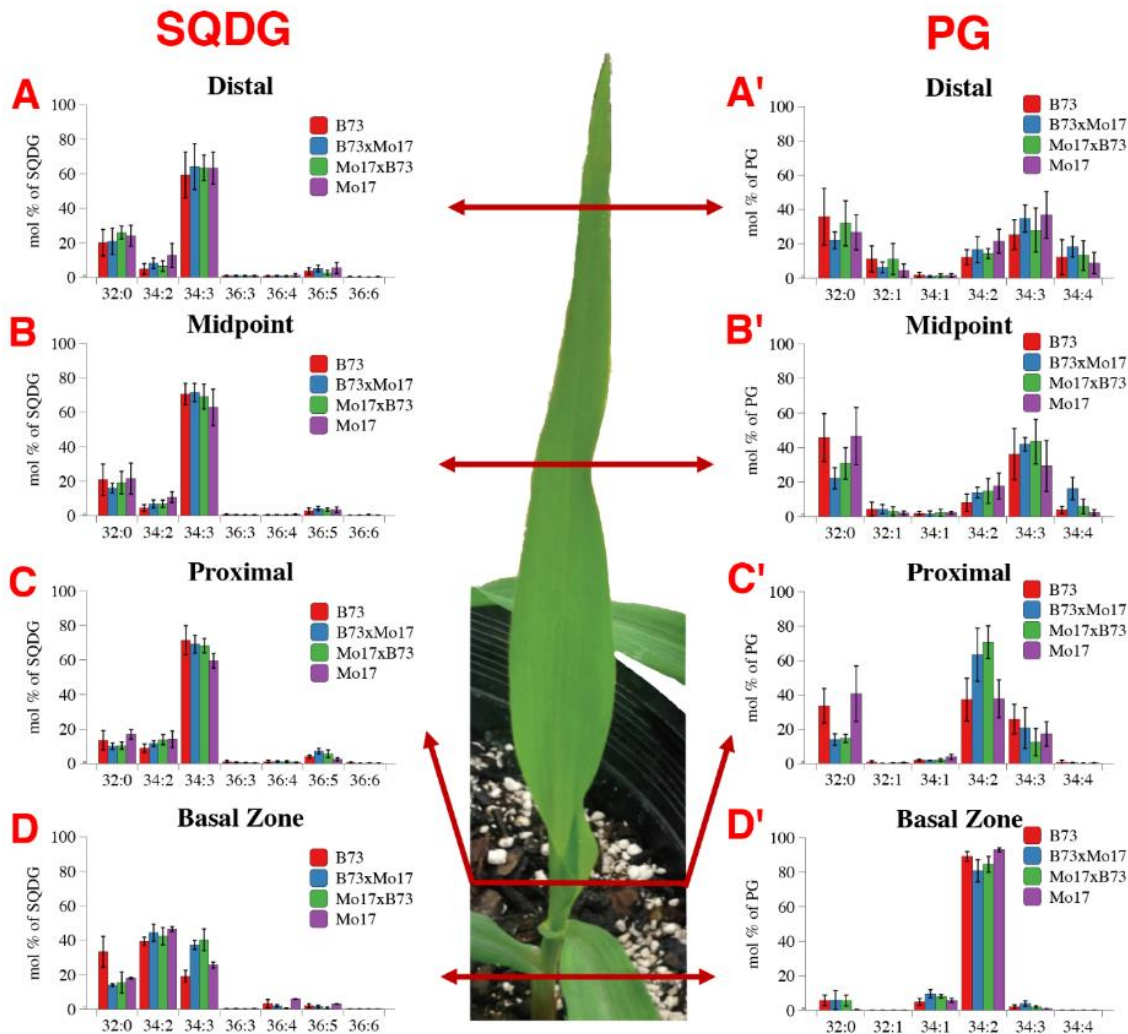 SQDG
PG
A
Distal
100
80
60
40
20
0
mol % of SQDG
B73
B73xMo17
Mo17xB73
Mo17
32:0 34:2 34:3 36:3 36:4 36:5 36:6
A'
Distal
100
80
60
40
20
0
mol % of PG
B73
B73xMo17
Mo17xB73
Mo17
32:0 32:1 34:1 34:2 34:3 34:4
B
Midpoint
100
80
60
40
20
0
mol % of SQDG
B73
B73xMo17
Mo17xB73
Mo17
32:0 34:2 34:3 36:3 36:4 36:5 36:6
B'
Midpoint
100
80
60
40
20
0
mol % of PG
B73
B73xMo17
Mo17xB73
Mo17
32:0 32:1 34:1 34:2 34:3 34:4
C
Proximal
100
80
60
40
20
0
mol % of SQDG
B73
B73xMo17
Mo17xB73
Mo17
32:0 34:2 34:3 36:3 36:4 36:5 36:6
C'
Proximal
100
80
60
40
20
0
mol % of PG
B73
B73xMo17
Mo17xB73
Mo17
32:0 32:1 34:1 34:2 34:3 34:4
D
Basal Zone
100
80
60
40
20
0
mol % of SQDG
B73
B73xMo17
Mo17xB73
Mo17
32:0 34:2 34:3 36:3 36:4 36:5 36:6
D'
Basal Zone
100
80
60
40
20
0
mol % of PG
B73
B73xMo17
Mo17xB73
Mo17
32:0 32:1 34:1 34:2 34:3 34:4